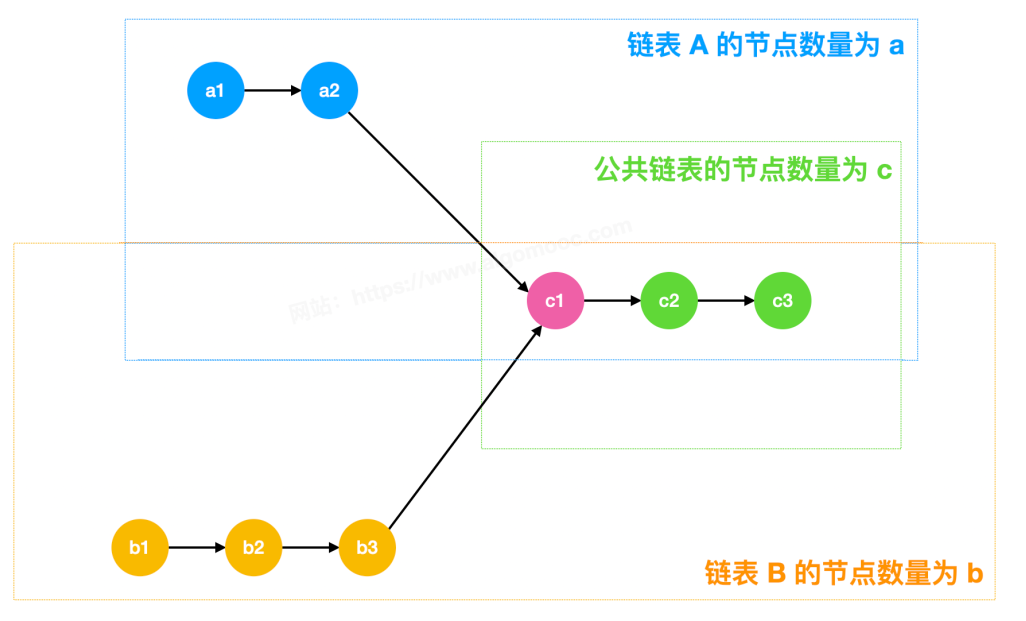 链表 A 的节点数量为 a
a1 a2
公共链表的节点数量为 c
网站：https://www.algomooc.com
c1 c2 c3
b1 b2 b3
链表 B 的节点数量为 b